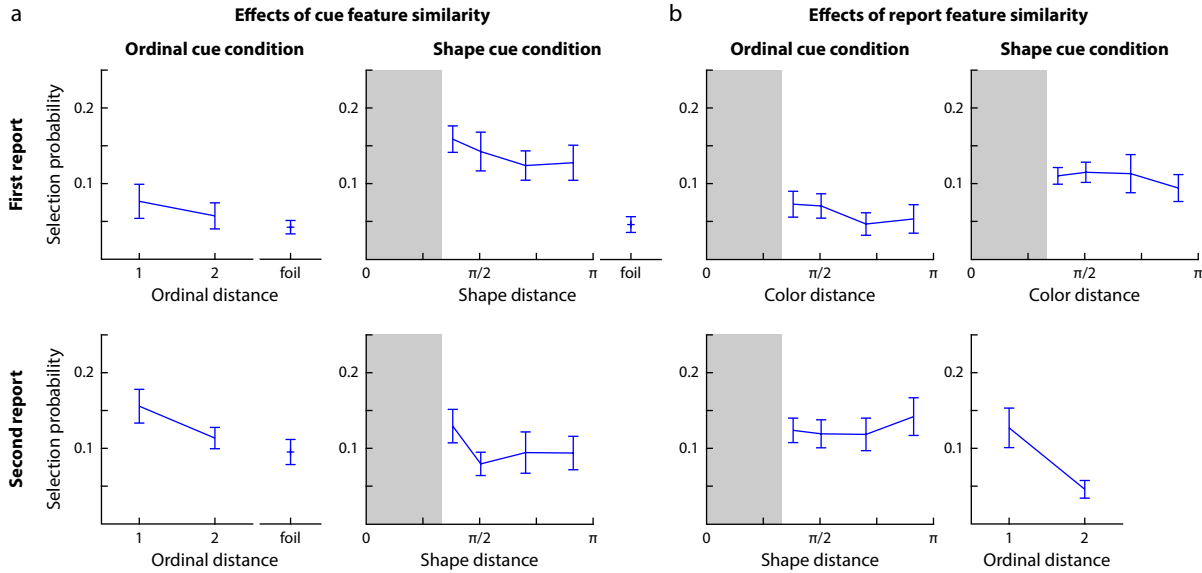 a
Effects of cue feature similarity
b
Effects of report feature similarity
Ordinal cue condition
Shape cue condition
Ordinal cue condition
Shape cue condition
First report
Selection probability
0.2
0.1
1
2
foil
Ordinal distance
0.2
0.1
0
π/2
π
foil
Shape distance
0.2
0.1
0
π/2
π
Color distance
0.2
0.1
0
π/2
π
Color distance
Second report
Selection probability
0.2
0.1
1
2
foil
Ordinal distance
0.2
0.1
0
π/2
π
Shape distance
0.2
0.1
0
π/2
π
Shape distance
0.2
0.1
1
2
Ordinal distance